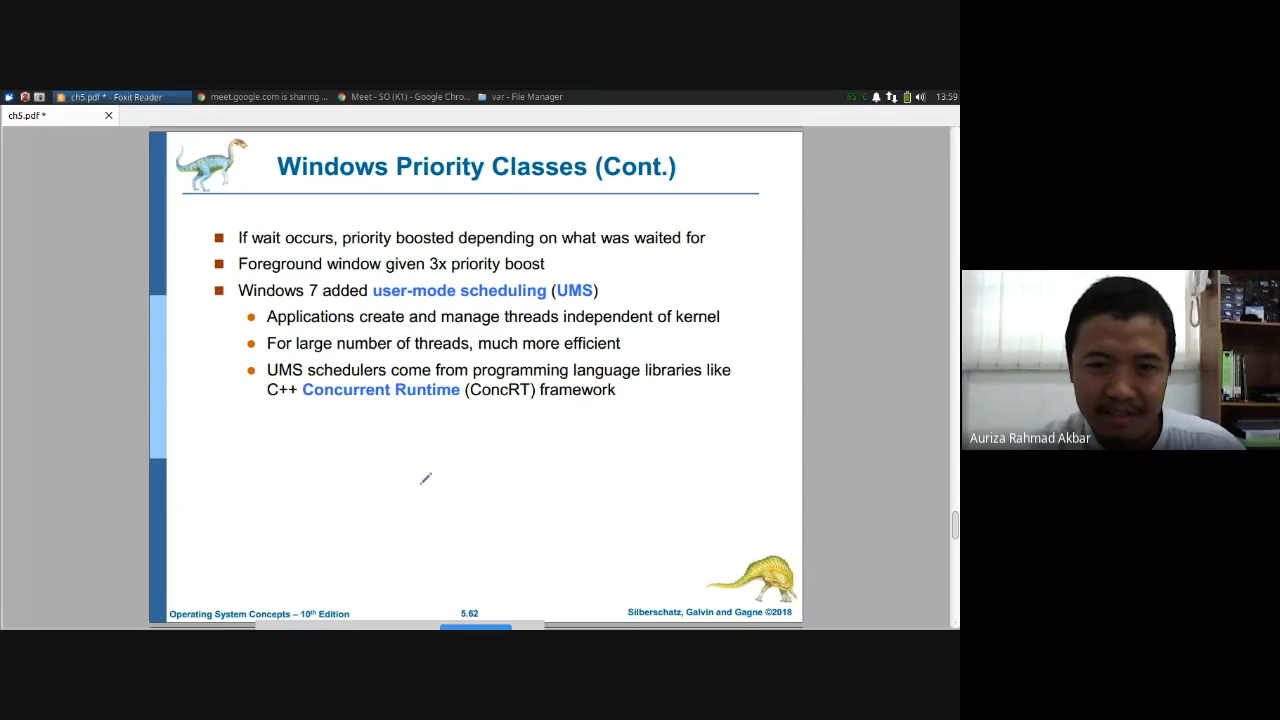 ch5.pdf * - Foxit Reader
meet.google.com is sharing ...
Meet - SO (K1) - Google Chro...
var - File Manager
65°C
13:59
ch5.pdf *
Windows Priority Classes (Cont.)
If wait occurs, priority boosted depending on what was waited for
Foreground window given 3x priority boost
Windows 7 added user-mode scheduling (UMS)
Applications create and manage threads independent of kernel
For large number of threads, much more efficient
UMS schedulers come from programming language libraries like
C++ Concurrent Runtime (ConcRT) framework
Auriza Rahmad Akbar
Operating System Concepts – 10th Edition
5.62
Silberschatz, Galvin and Gagne ©2018